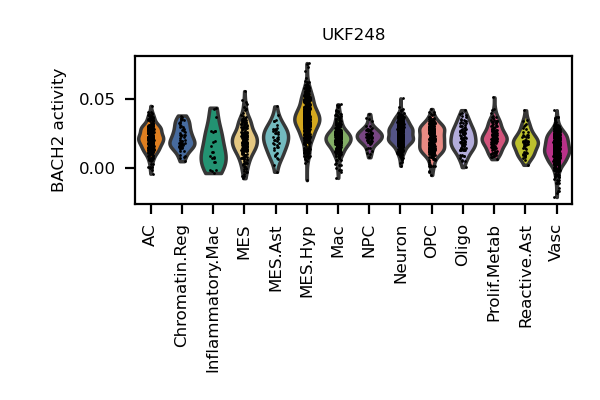 UKF248
BACH2 activity
0.05
0.00
AC
Chromatin.Reg
Inflammatory.Mac
MES
MES.Ast
MES.Hyp
Mac
NPC
Neuron
OPC
Oligo
Prolif.Metab
Reactive.Ast
Vasc